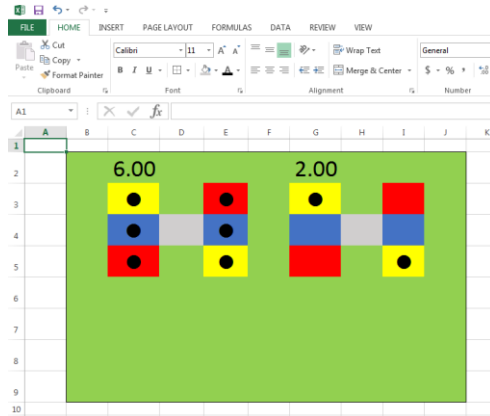 FILE HOME INSERT PAGE LAYOUT FORMULAS DATA REVIEW VIEW
Cut
Copy
Format Painter
Paste
Clipboard
Calibri 11 A A
B I U A
Font
Wrap Text
Merge & Center
Alignment
General
$ % ,
Number
A1 fx
A B C D E F G H I J K
1
2 6.00 2.00
3
4
5
6
7
8
9
10